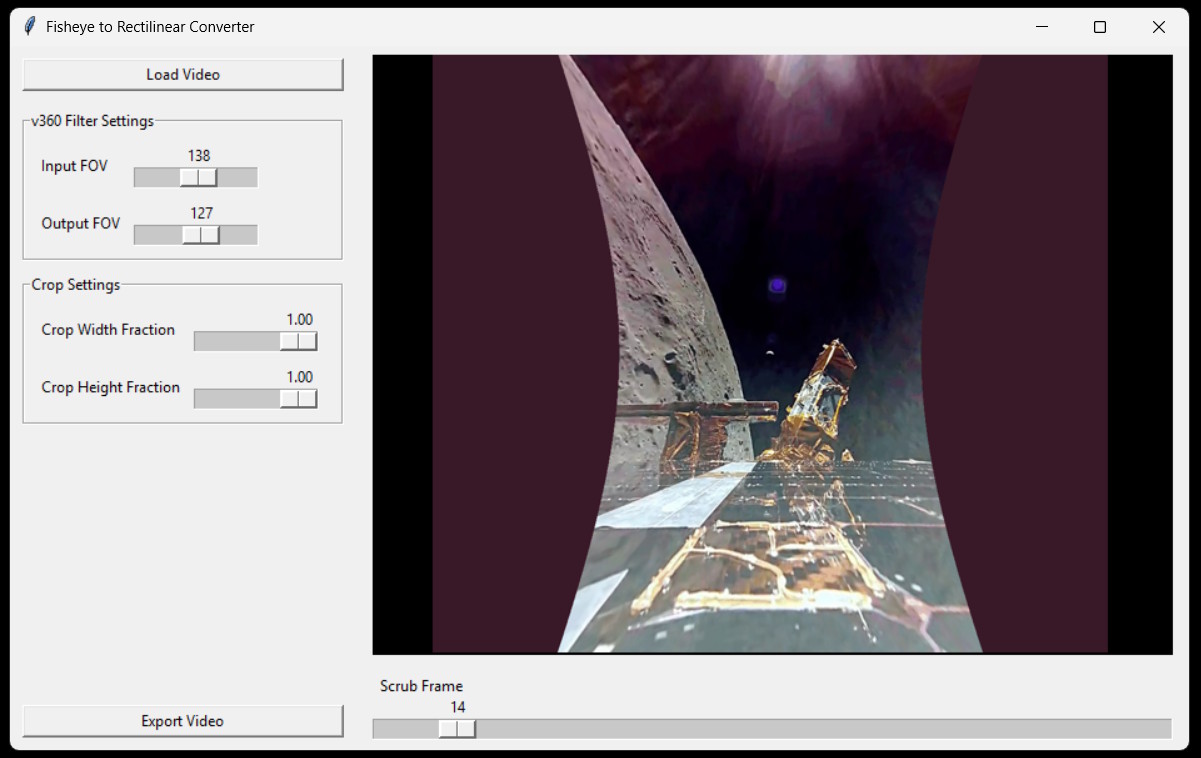 Fisheye to Rectilinear Converter
Load Video
v360 Filter Settings
138
Input FOV
127
Output FOV
Crop Settings
1.00
Crop Width Fraction
1.00
Crop Height Fraction
Export Video
Scrub Frame
14